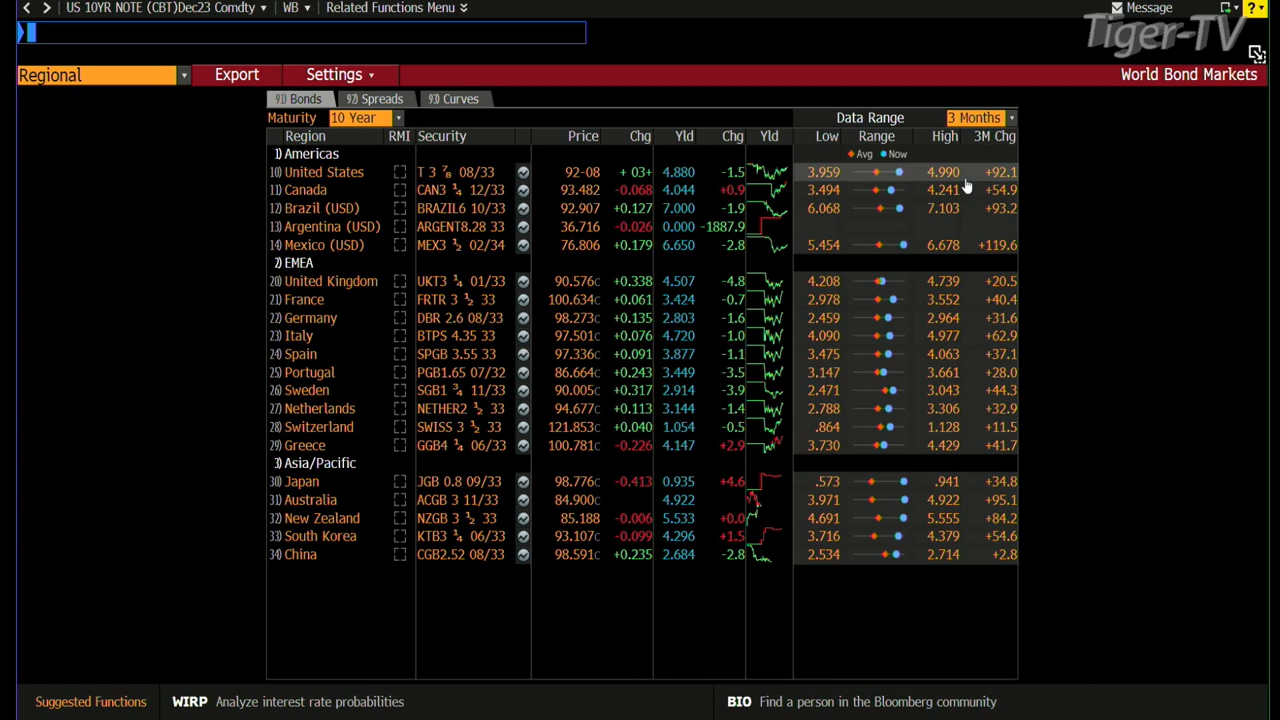 US 10YR NOTE (CBT)Dec23 Comdty WB Related Functions Menu Message ?
Tiger-TV
Regional Export Settings World Bond Markets
91) Bonds 92) Spreads 93) Curves
Maturity 10 Year Data Range 3 Months
Region RMI Security Price Chg Yld Chg Yld Low Range High 3M Chg
1) Americas Avg Now
10) United States T 3 ⅞ 08/33 92-08 + 03+ 4.880 -1.5 3.959 4.990 +92.1
11) Canada CAN3 ¼ 12/33 93.482 -0.068 4.044 +0.9 3.494 4.241 +54.9
12) Brazil (USD) BRAZIL6 10/33 92.907 +0.127 7.000 -1.9 6.068 7.103 +93.2
13) Argentina (USD) ARGENT8.28 33 36.716 -0.026 0.000 -1887.9
14) Mexico (USD) MEX3 ½ 02/34 76.806 +0.179 6.650 -2.8 5.454 6.678 +119.6
2) EMEA
20) United Kingdom UKT3 ¼ 01/33 90.576c +0.338 4.507 -4.8 4.208 4.739 +20.5
21) France FRTR 3 ½ 33 100.634c +0.061 3.424 -0.7 2.978 3.552 +40.4
22) Germany DBR 2.6 08/33 98.273c +0.135 2.803 -1.6 2.459 2.964 +31.6
23) Italy BTPS 4.35 33 97.501c +0.076 4.720 -1.0 4.090 4.977 +62.9
24) Spain SPGB 3.55 33 97.336c +0.091 3.877 -1.1 3.475 4.063 +37.1
25) Portugal PGB1.65 07/32 86.664c +0.243 3.449 -3.5 3.147 3.661 +28.0
26) Sweden SGB1 ¾ 11/33 90.005c +0.317 2.914 -3.9 2.471 3.043 +44.3
27) Netherlands NETHER2 ½ 33 94.677c +0.113 3.144 -1.4 2.788 3.306 +32.9
28) Switzerland SWISS 3 ½ 33 121.853c +0.040 1.054 -0.5 .864 1.128 +11.5
29) Greece GGB4 ¼ 06/33 100.781c -0.226 4.147 +2.9 3.730 4.429 +41.7
3) Asia/Pacific
30) Japan JGB 0.8 09/33 98.776c -0.413 0.935 +4.6 .573 .941 +34.8
31) Australia ACGB 3 11/33 84.900c 4.922 3.971 4.922 +95.1
32) New Zealand NZGB 3 ½ 33 85.188 -0.006 5.533 +0.0 4.691 5.555 +84.2
33) South Korea KTB3 ¼ 06/33 93.107c -0.099 4.296 +1.5 3.716 4.379 +54.6
34) China CGB2.52 08/33 98.591c +0.235 2.684 -2.8 2.534 2.714 +2.8
Suggested Functions WIRP Analyze interest rate probabilities BIO Find a person in the Bloomberg community